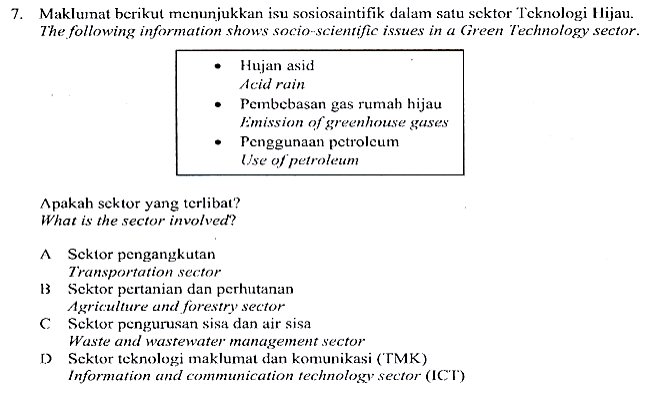 7. Maklumat berikut menunjukkan isu sosiosaintifik dalam satu sektor Teknologi Hijau.
The following information shows socio-scientific issues in a Green Technology sector.
• Hujan asid
Acid rain
• Pembebasan gas rumah hijau
Emission of greenhouse gases
• Penggunaan petroleum
Use of petroleum
Apakah sektor yang terlibat?
What is the sector involved?
A Sektor pengangkutan
Transportation sector
B Sektor pertanian dan perhutanan
Agriculture and forestry sector
C Sektor pengurusan sisa dan air sisa
Waste and wastewater management sector
D Sektor teknologi maklumat dan komunikasi (TMK)
Information and communication technology sector (ICT)